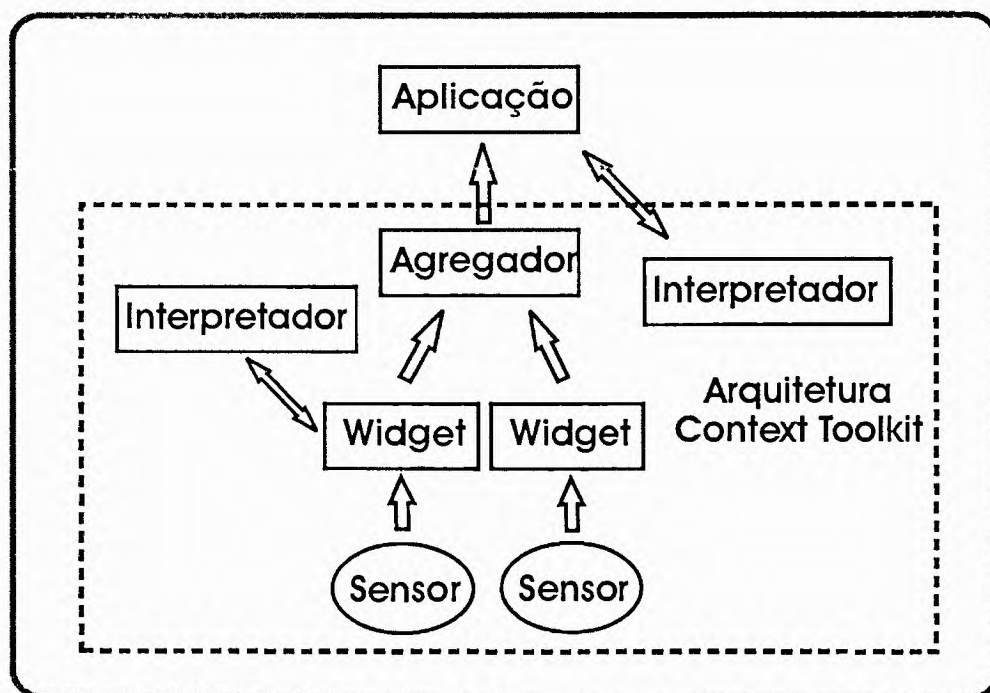 Aplicação
Agregador
Interpretador
Interpretador
Arquitetura
Context Toolkit
Widget
Widget
Sensor
Sensor